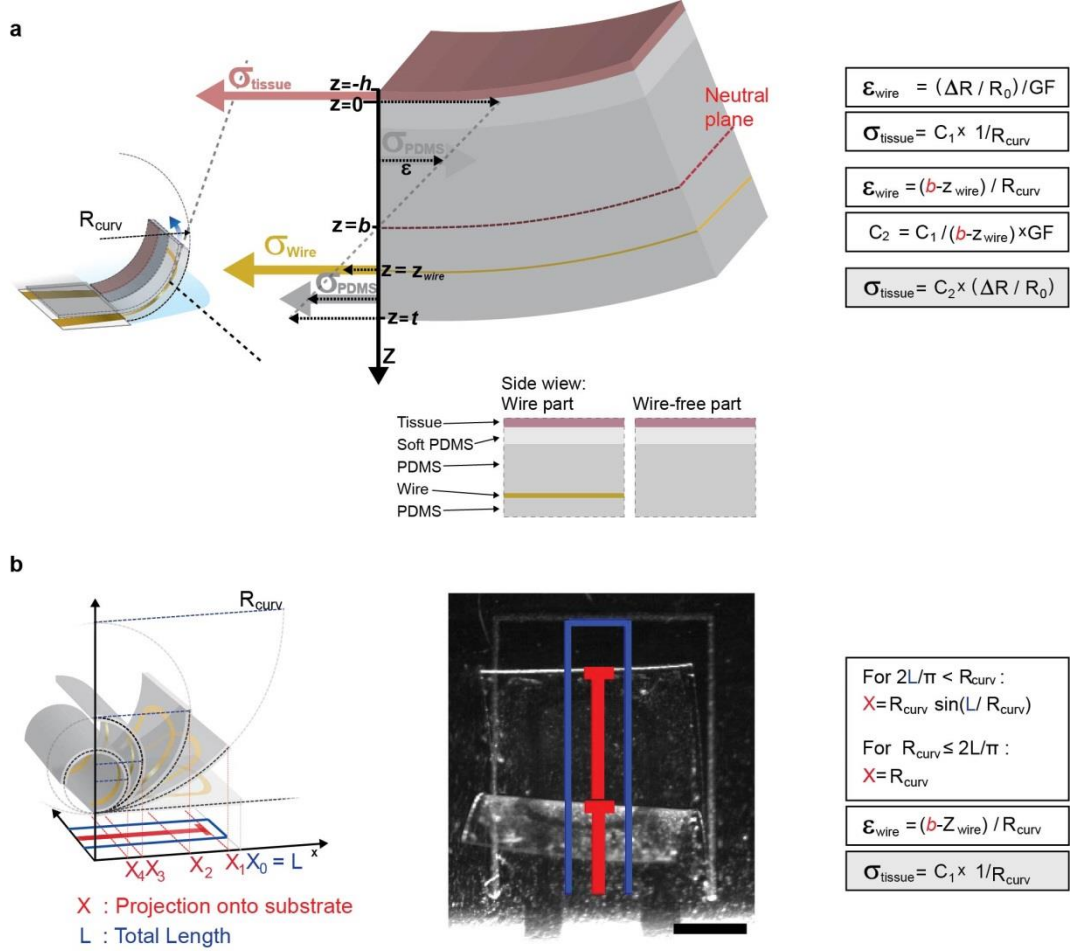 a
σtissue
z=-h
z=0
σPDMS
ε
Neutral
plane
Rcurv
z=b
σWire
z= zwire
σPDMS
z=t
Z
εwire = (ΔR / R0)/GF
σtissue= C1 x 1/Rcurv
εwire =(b-zwire) / Rcurv
C2 = C1/(b-zwire)xGF
σtissue= C2 x (ΔR / R0)
Side wiew:
Wire part
Wire-free part
Tissue
Soft PDMS
PDMS
Wire
PDMS
b
Rcurv
x
X4X3 X2 X1X0 = L
X : Projection onto substrate
L : Total Length
For 2L/π < Rcurv :
X= Rcurv sin(L/ Rcurv)
For Rcurv ≤ 2L/π :
X= Rcurv
εwire =(b-Zwire) / Rcurv
σtissue= C1 x 1/Rcurv